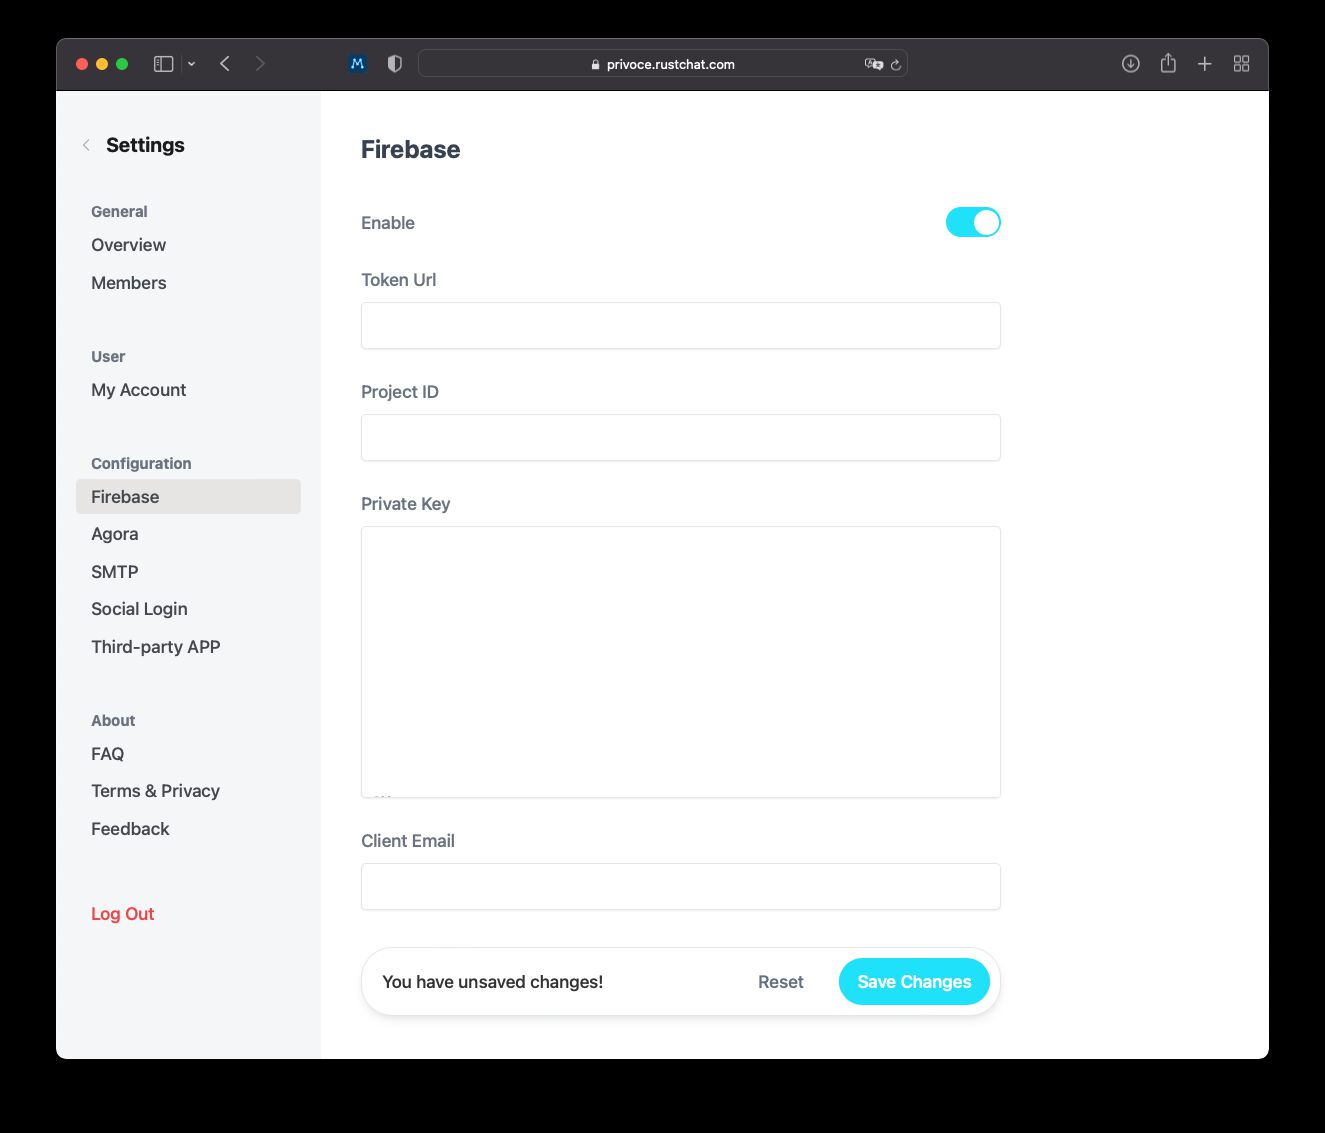 privoce.rustchat.com
Settings
General
Overview
Members
User
My Account
Configuration
Firebase
Agora
SMTP
Social Login
Third-party APP
About
FAQ
Terms & Privacy
Feedback
Log Out
Firebase
Enable
Token Url
Project ID
Private Key
Client Email
You have unsaved changes!
Reset
Save Changes